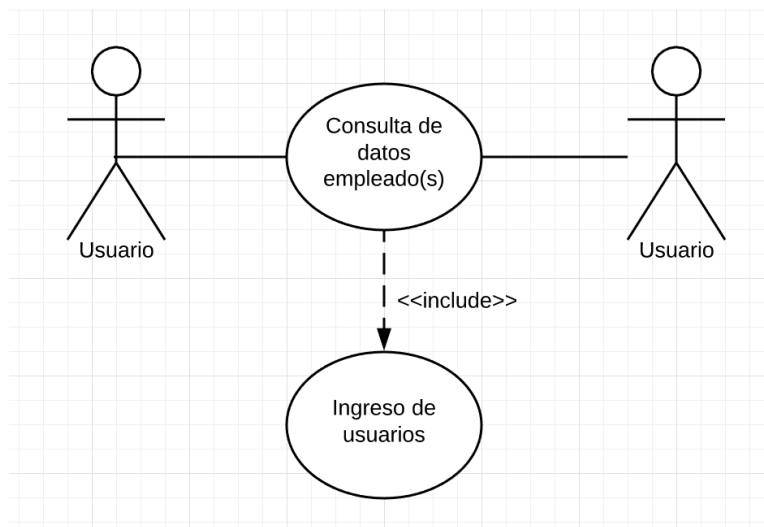 Consulta de
datos
empleado(s)
Usuario
Usuario
<<include>>
Ingreso de
usuarios